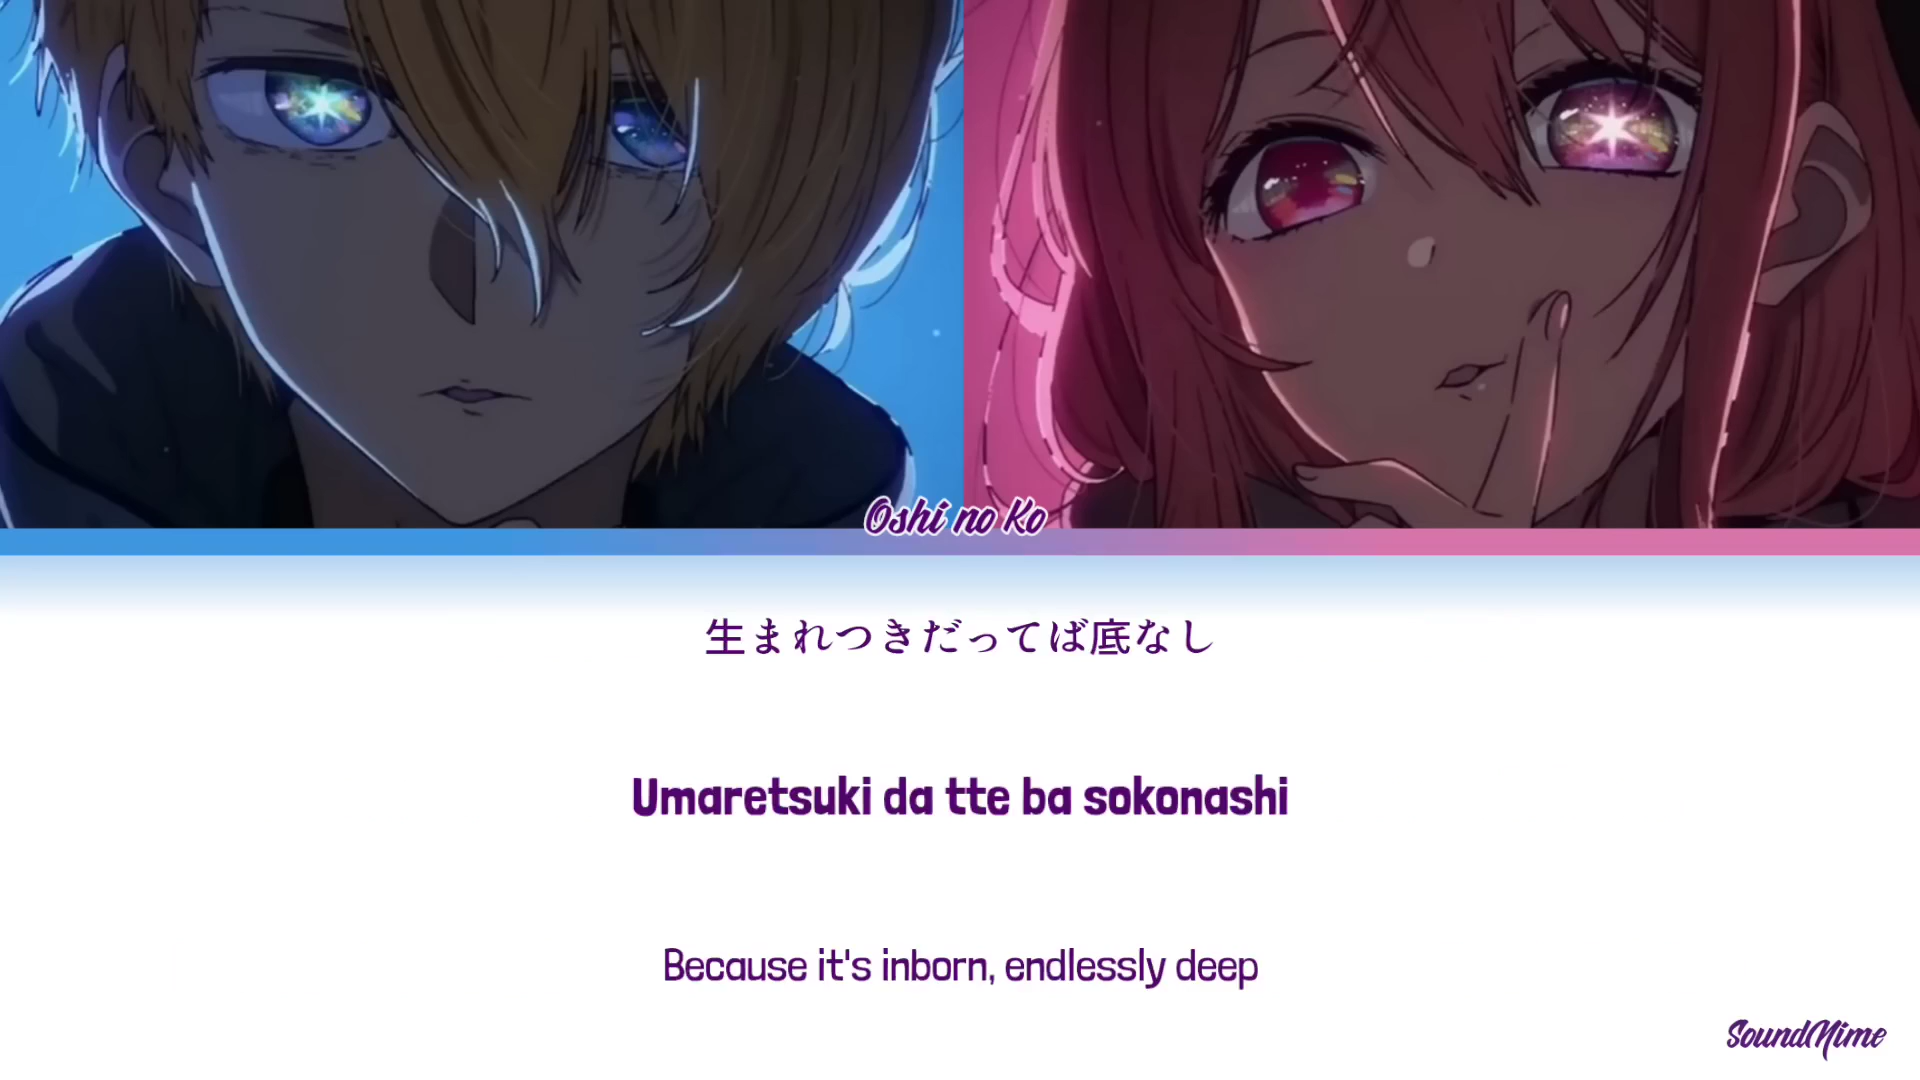 Oshi no Ko
生まれつきだってば底なし
Umaretsuki da tte ba sokonashi
Because it's inborn, endlessly deep
SoundMime